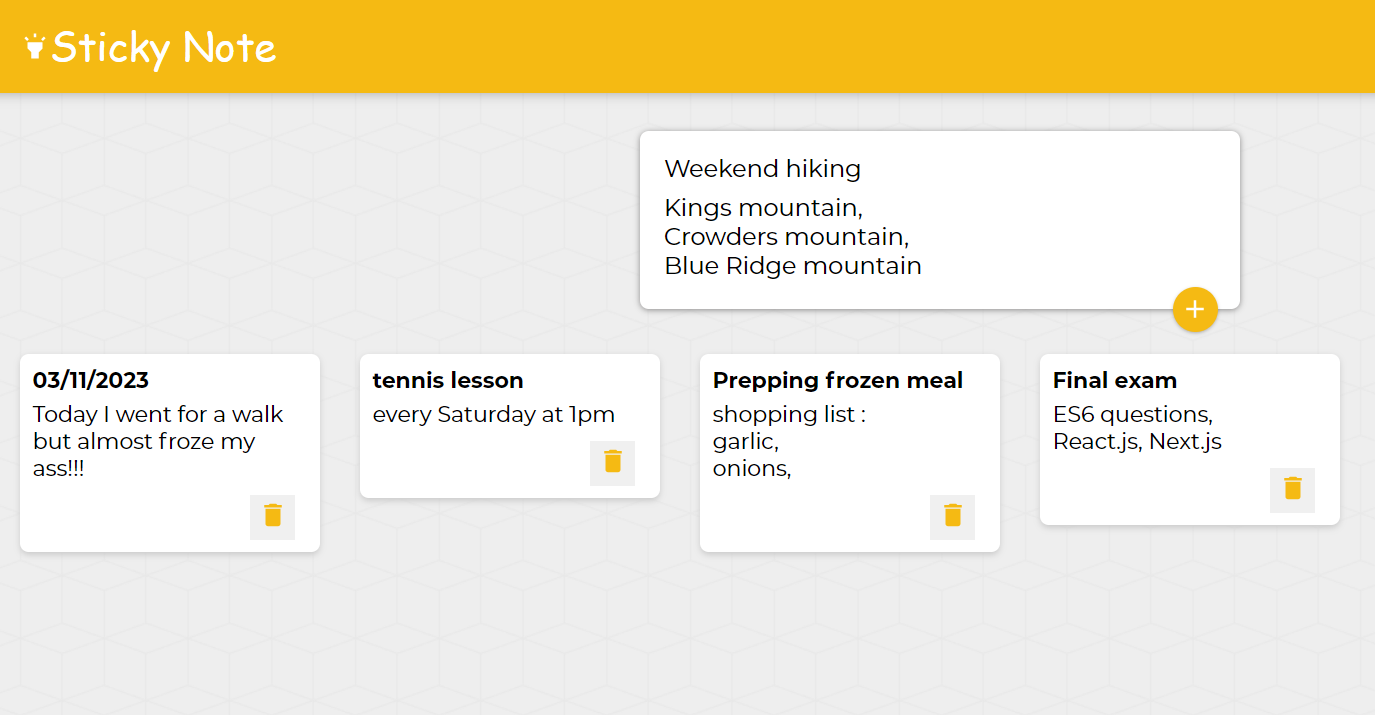 Sticky Note
Weekend hiking
Kings mountain,
Crowders mountain,
Blue Ridge mountain
03/11/2023
Today I went for a walk
but almost froze my
ass!!!
tennis lesson
every Saturday at 1pm
Prepping frozen meal
shopping list :
garlic,
onions,
Final exam
ES6 questions,
React.js, Next.js